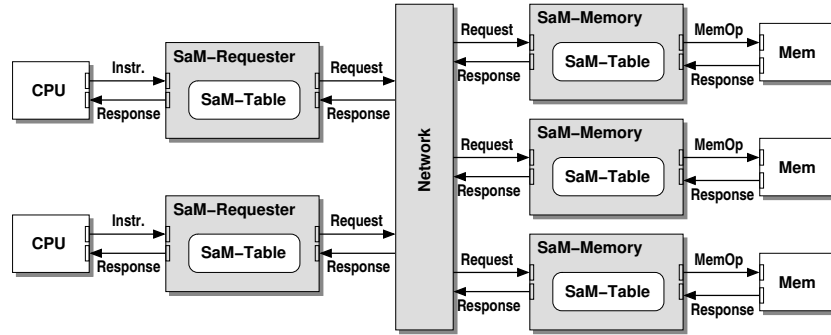 CPU
Instr.
Response
SaM-Requester
SaM-Table
Request
Response
CPU
Instr.
Response
SaM-Requester
SaM-Table
Request
Response
Network
Request
Response
SaM-Memory
SaM-Table
MemOp
Response
Mem
Request
Response
SaM-Memory
SaM-Table
MemOp
Response
Mem
Request
Response
SaM-Memory
SaM-Table
MemOp
Response
Mem